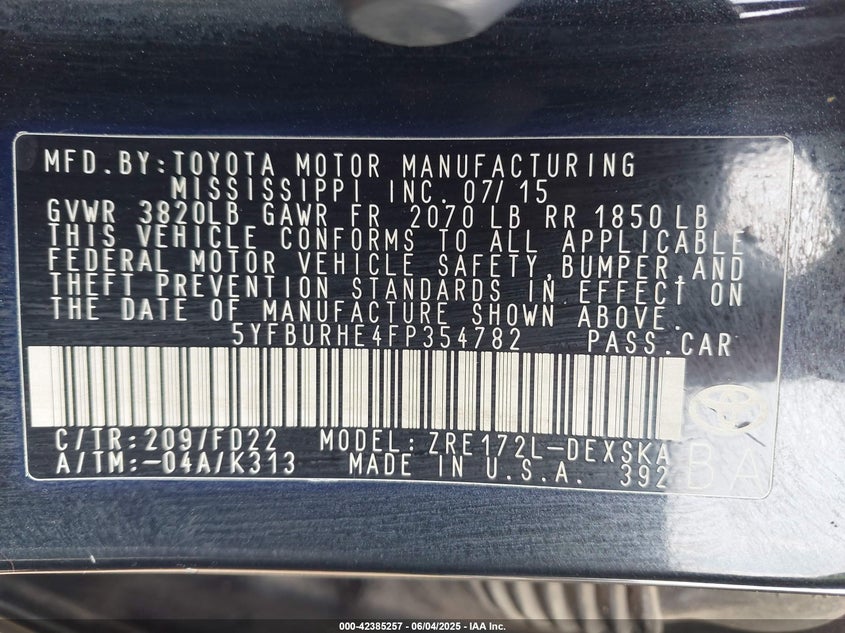 MFD.BY:TOYOTA MOTOR MANUFACTURING
MISSISSIPPI INC. 07/15
GVWR 3820LB GAWR FR 2070 LB RR 1850 LB
THIS VEHICLE CONFORMS TO ALL APPLICABLE
FEDERAL MOTOR VEHICLE SAFETY,BUMPER,AND
THEFT PREVENTION STANDARDS IN EFFECT ON
THE DATE OF MANUFACTURE SHOWN ABOVE.
5YFBURHE4FP354782 PASS.CAR
C/TR:209/FD22 MODEL: ZRE172L-DEXSKA
A/TM:-04A/K313 MADE IN U.S.A. 392
BA
000-42385257 - 06/04/2025 - IAA Inc.